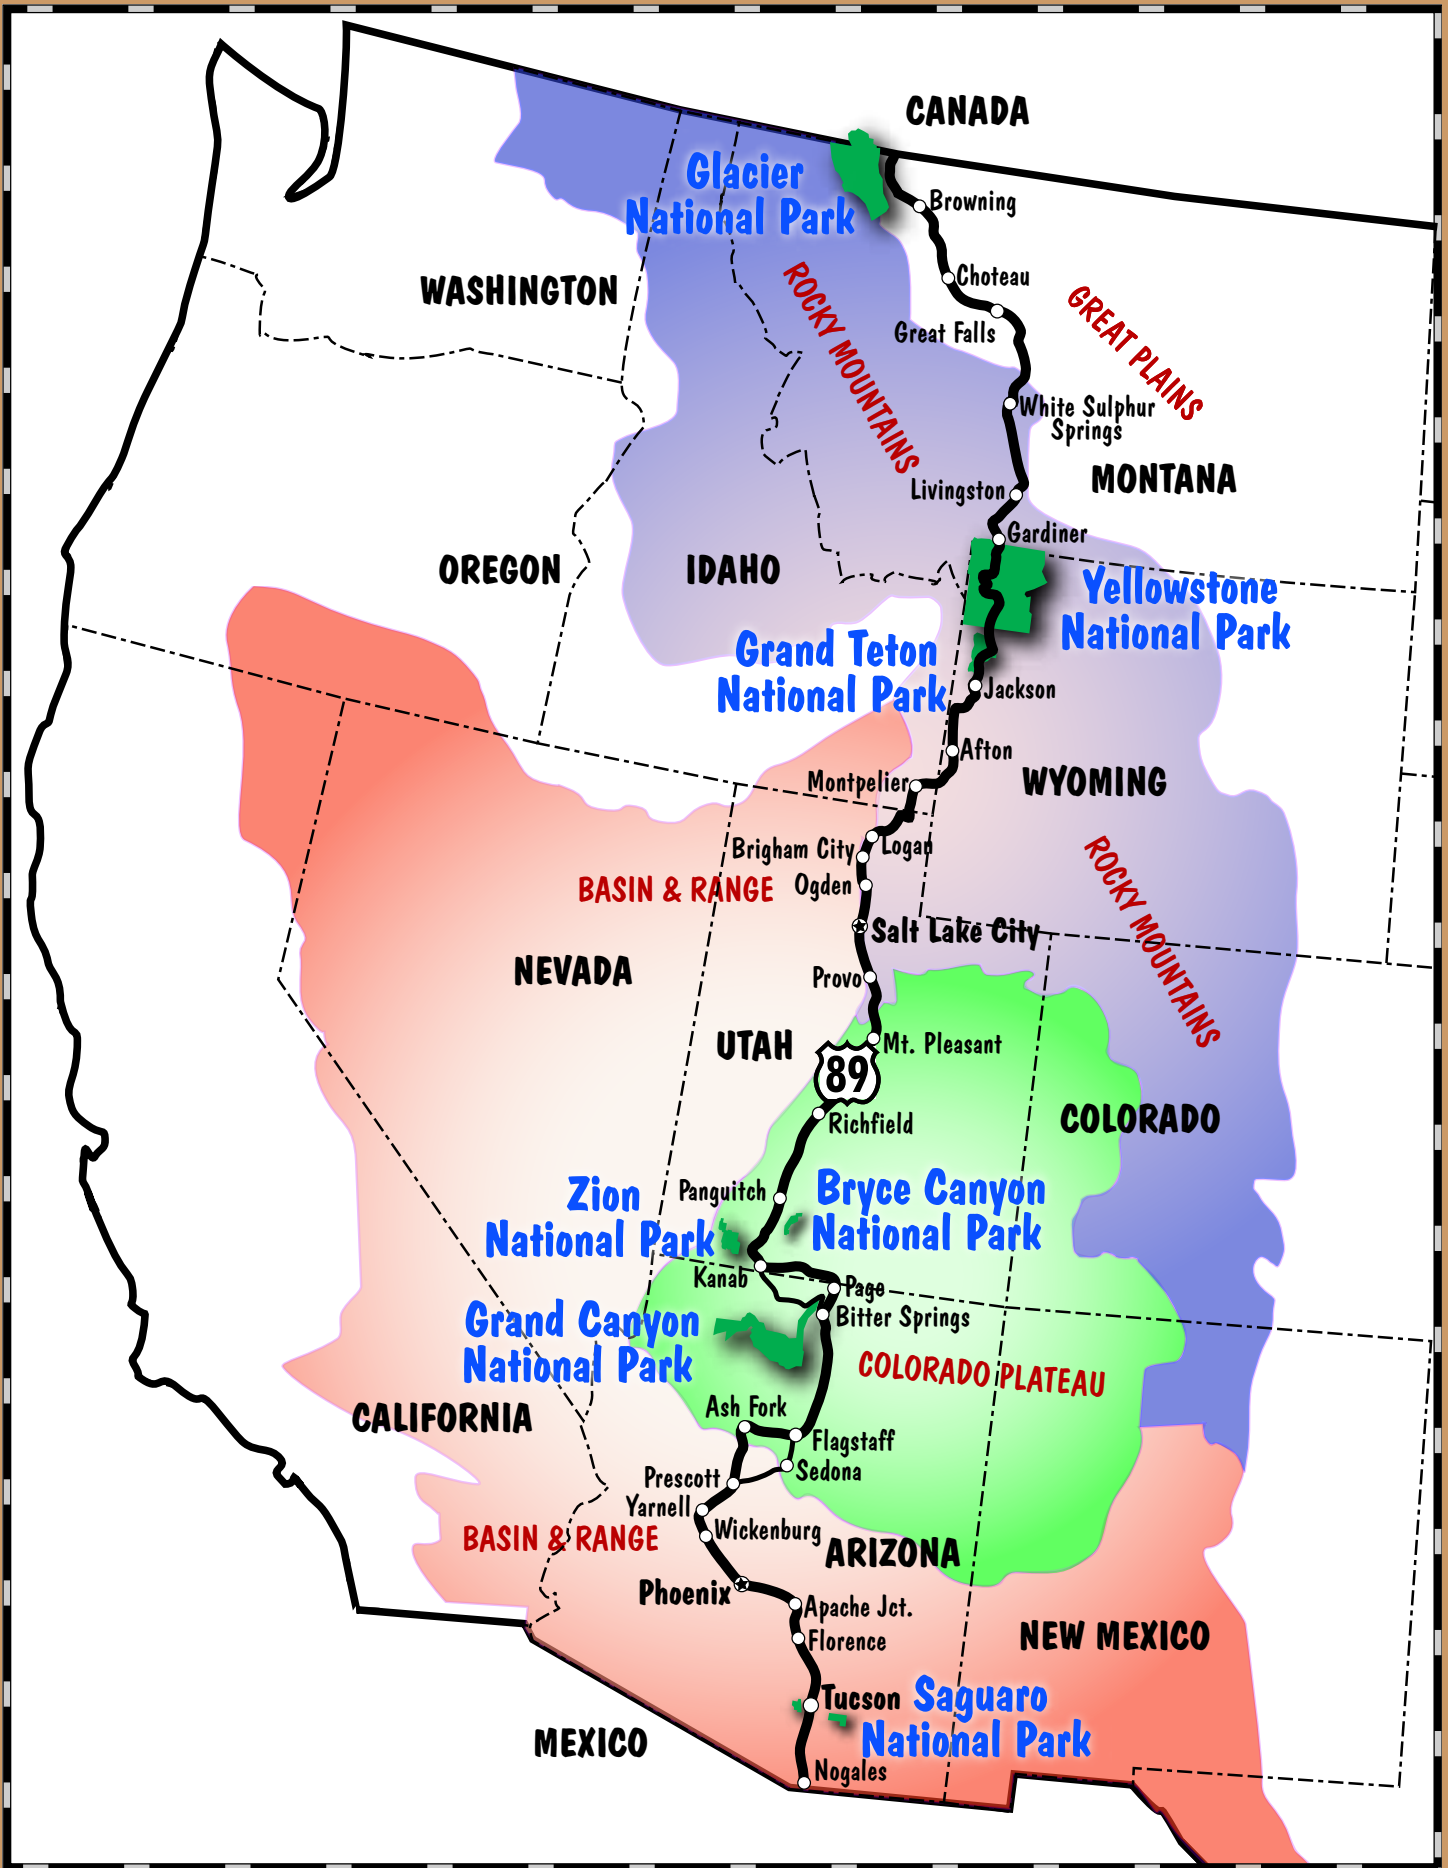 CANADA
Glacier
National Park
Browning
WASHINGTON
Choteau
ROCKY MOUNTAINS
GREAT PLAINS
Great Falls
White Sulphur
Springs
MONTANA
Livingston
Gardiner
OREGON
IDAHO
Yellowstone
National Park
Grand Teton
National Park
Jackson
Afton
Montpelier
WYOMING
Logan
Brigham City
Ogden
BASIN & RANGE
Salt Lake City
ROCKY MOUNTAINS
NEVADA
Provo
UTAH
Mt. Pleasant
89
COLORADO
Richfield
Zion
National Park
Panguitch
Bryce Canyon
National Park
Kanab
Page
Bitter Springs
Grand Canyon
National Park
COLORADO PLATEAU
CALIFORNIA
Ash Fork
Flagstaff
Sedona
Prescott
Yarnell
Wickenburg
BASIN & RANGE
ARIZONA
Phoenix
Apache Jct.
Florence
NEW MEXICO
Tucson
Saguaro
National Park
MEXICO
Nogales